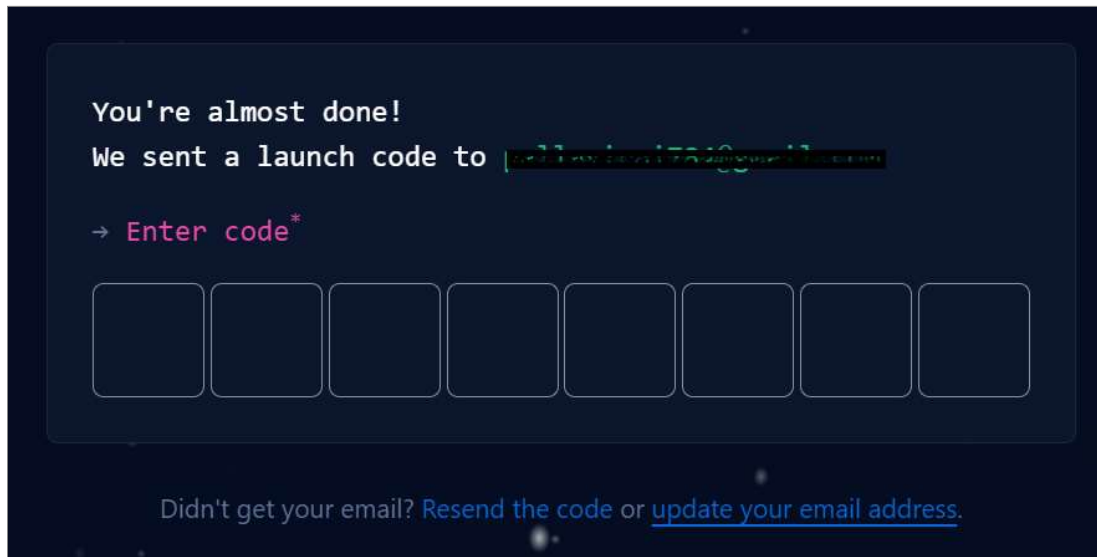 You're almost done!
We sent a launch code to
→ Enter code*
Didn't get your email? Resend the code or update your email address.